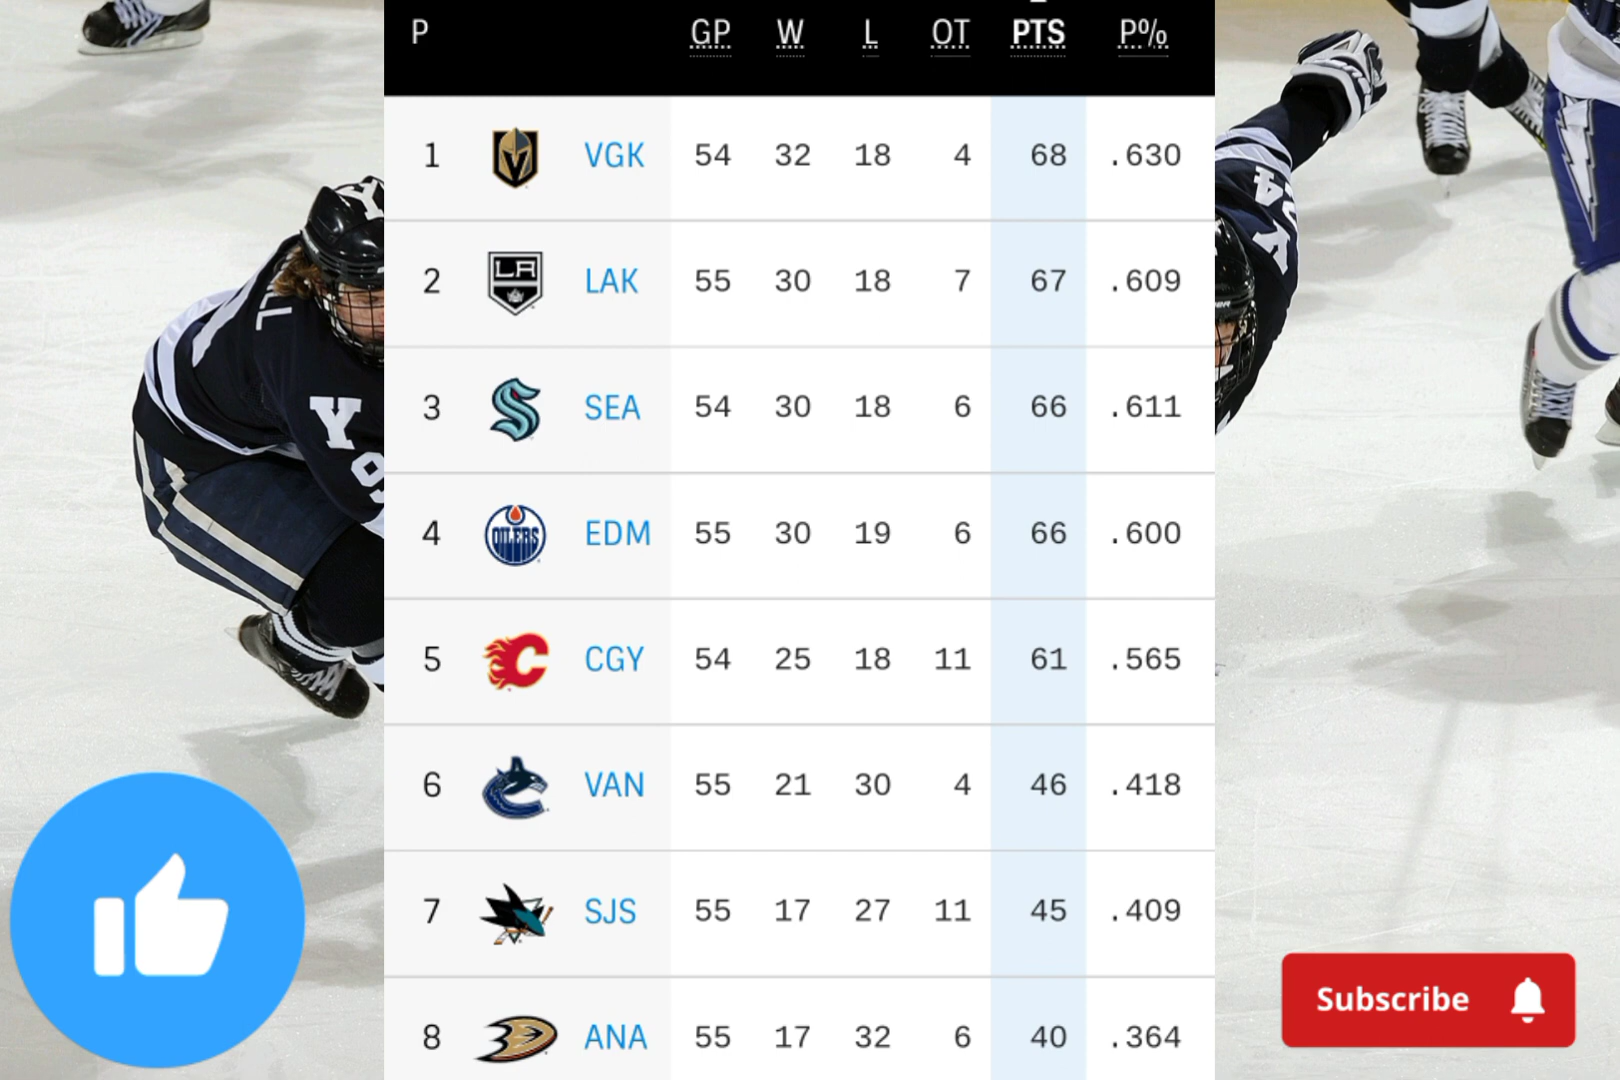 P GP W L OT PTS P%
1 VGK 54 32 18 4 68 .630
2 LA LAK 55 30 18 7 67 .609
3 SEA 54 30 18 6 66 .611
4 OILERS EDM 55 30 19 6 66 .600
5 CGY 54 25 18 11 61 .565
6 VAN 55 21 30 4 46 .418
7 SJS 55 17 27 11 45 .409
8 ANA 55 17 32 6 40 .364
Y
Y
24
Y
Subscribe